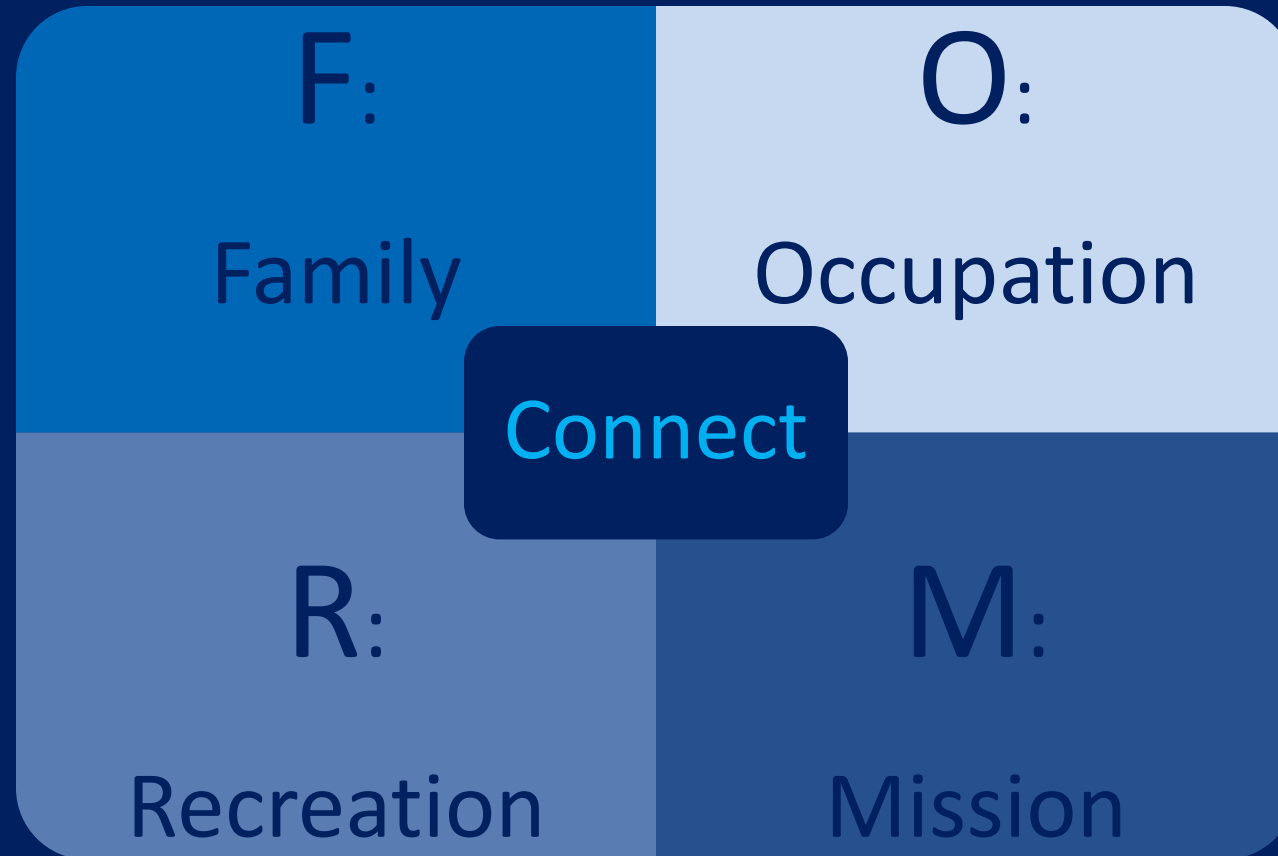 F:
Family
O:
Occupation
Connect
R:
Recreation
M:
Mission